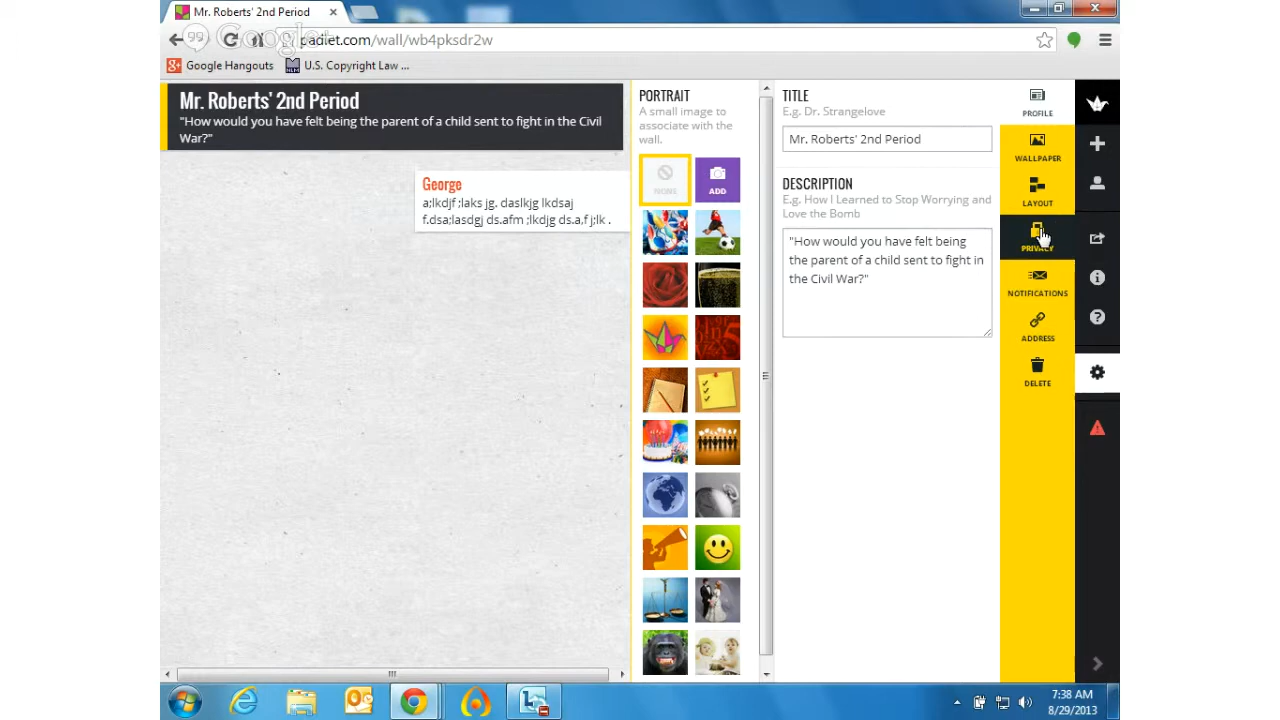 Mr. Roberts' 2nd Period
Google+
padlet.com/wall/wb4pksdr2w
Google Hangouts
U.S. Copyright Law ...
Mr. Roberts' 2nd Period
"How would you have felt being the parent of a child sent to fight in the Civil
War?"
George
a;lkdjf ;laks jg. daslkjg lkdsaj
f.dsa;lasdgj ds.afm ;lkdjg ds.a,f j;lk .
PORTRAIT
A small image to
associate with the
wall.
NONE
ADD
TITLE
E.g. Dr. Strangelove
Mr. Roberts' 2nd Period
DESCRIPTION
E.g. How I Learned to Stop Worrying and
Love the Bomb
"How would you have felt being
the parent of a child sent to fight in
the Civil War?"
PROFILE
WALLPAPER
LAYOUT
PRIVACY
NOTIFICATIONS
ADDRESS
DELETE
7:38 AM
8/29/2013